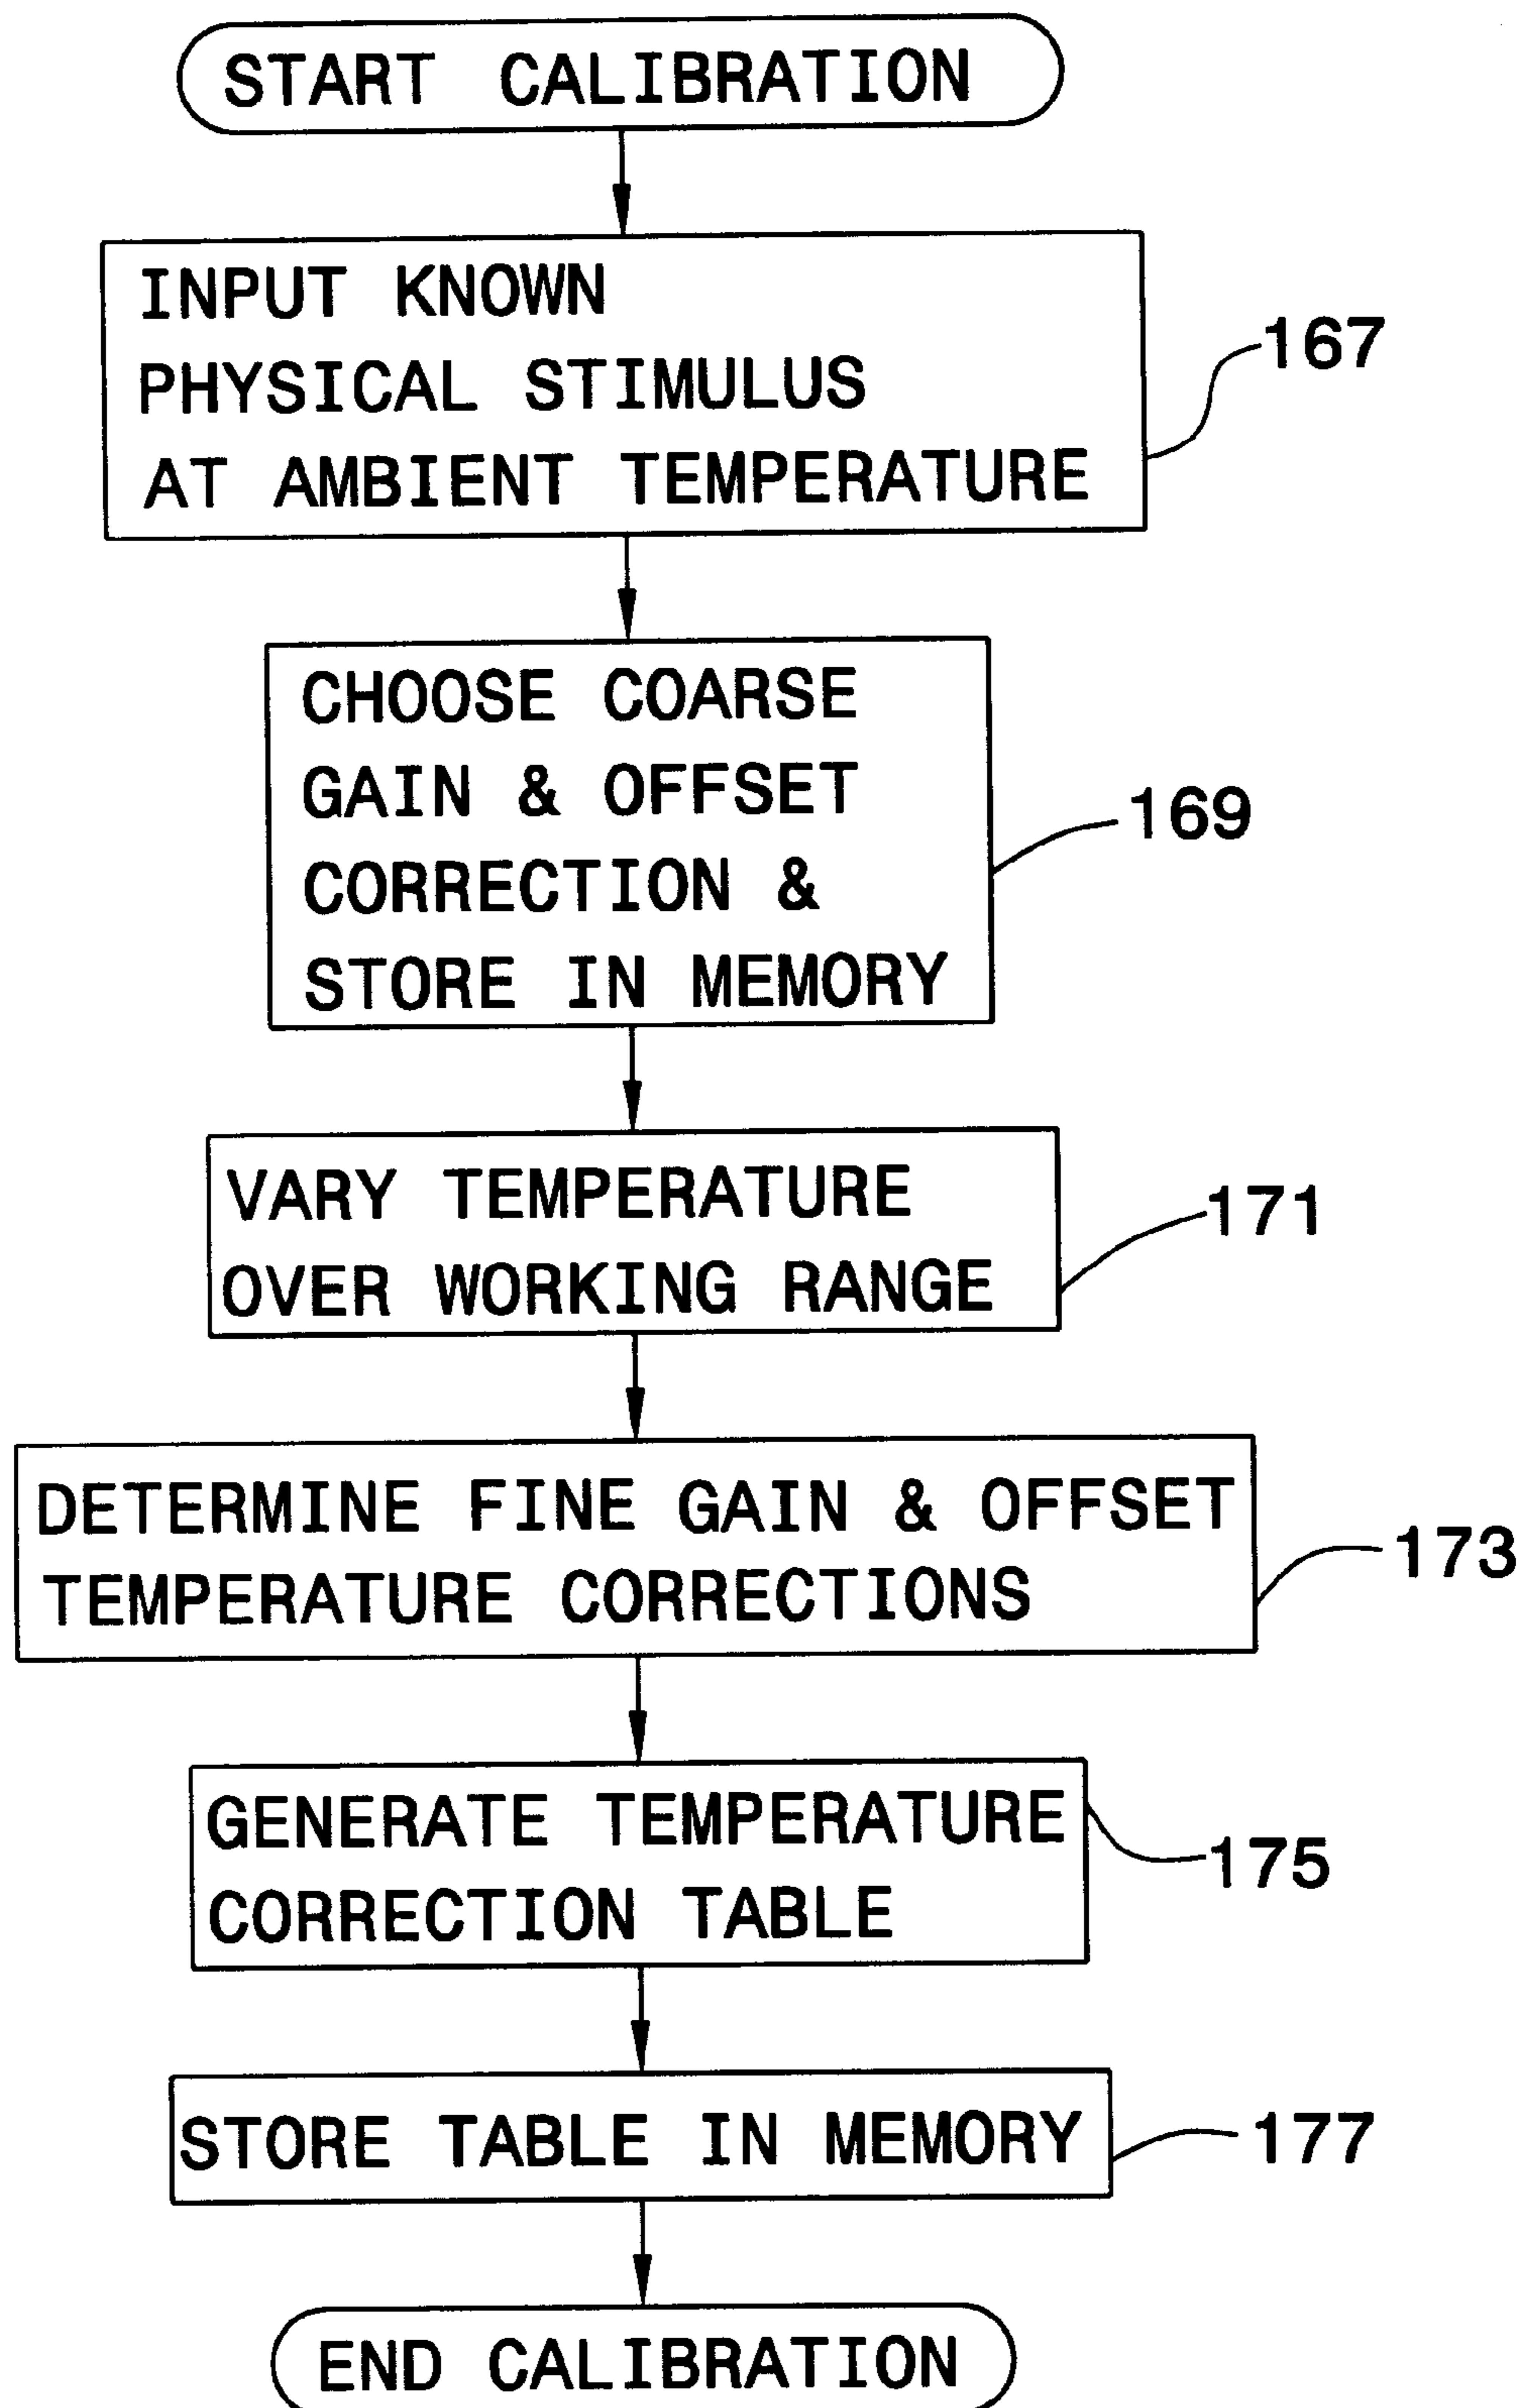 START CALIBRATION
INPUT KNOWN
PHYSICAL STIMULUS
AT AMBIENT TEMPERATURE
167
CHOOSE COARSE
GAIN & OFFSET
CORRECTION &
STORE IN MEMORY
169
VARY TEMPERATURE
OVER WORKING RANGE
171
DETERMINE FINE GAIN & OFFSET
TEMPERATURE CORRECTIONS
173
GENERATE TEMPERATURE
CORRECTION TABLE
175
STORE TABLE IN MEMORY
177
END CALIBRATION